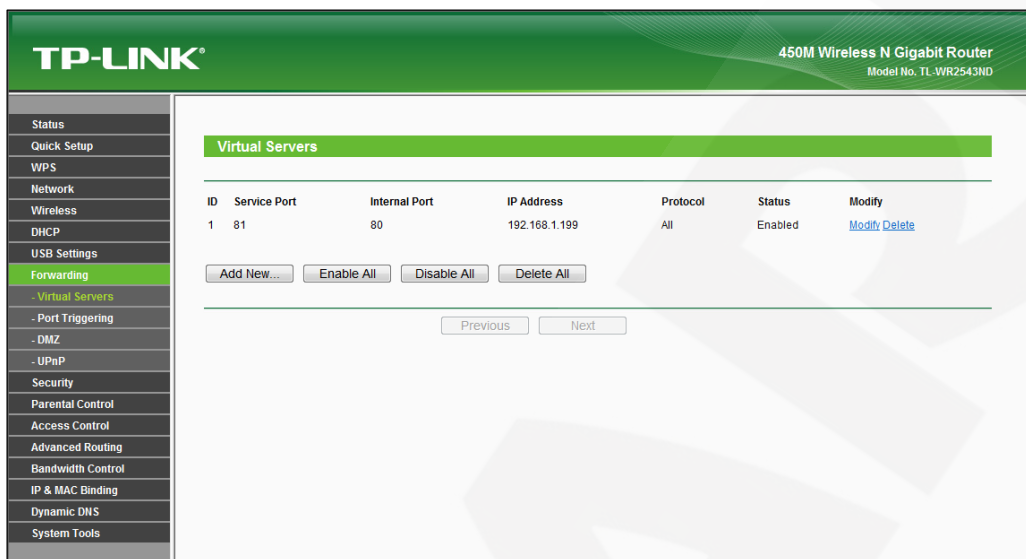 TP-LINK®
450M Wireless N Gigabit Router
Model No. TL-WR2543ND
Status
Quick Setup
WPS
Network
Wireless
DHCP
USB Settings
Forwarding
- Virtual Servers
- Port Triggering
- DMZ
- UPnP
Security
Parental Control
Access Control
Advanced Routing
Bandwidth Control
IP & MAC Binding
Dynamic DNS
System Tools
Virtual Servers
ID Service Port Internal Port IP Address Protocol Status Modify
1 81 80 192.168.1.199 All Enabled Modify Delete
Add New... Enable All Disable All Delete All
Previous Next